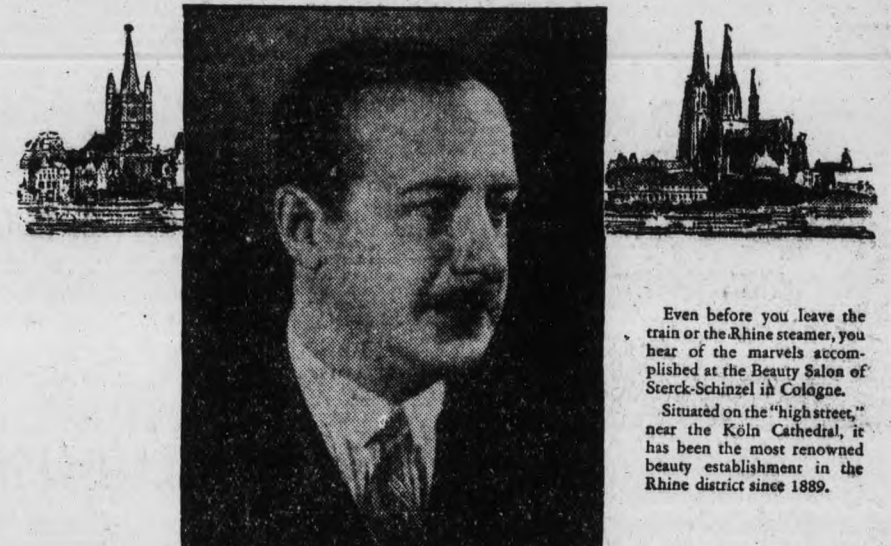 Even before you leave the
train or the Rhine steamer, you
hear of the marvels accom-
plished at the Beauty Salon of
Sterck-Schinzel in Cologne.
Situated on the "high street,"
near the Köln Cathedral, it
has been the most renowned
beauty establishment in the
Rhine district since 1889.